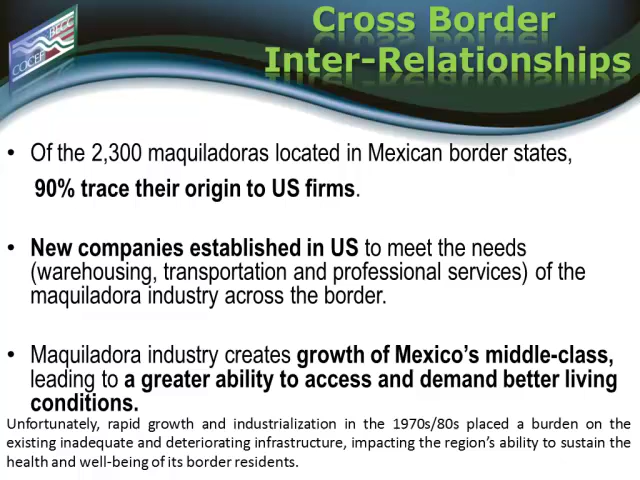 BECC
COCEF
Cross Border
Inter-Relationships
• Of the 2,300 maquiladoras located in Mexican border states,
90% trace their origin to US firms.
• New companies established in US to meet the needs
(warehousing, transportation and professional services) of the
maquiladora industry across the border.
• Maquiladora industry creates growth of Mexico's middle-class,
leading to a greater ability to access and demand better living
conditions.
Unfortunately, rapid growth and industrialization in the 1970s/80s placed a burden on the
existing inadequate and deteriorating infrastructure, impacting the region's ability to sustain the
health and well-being of its border residents.